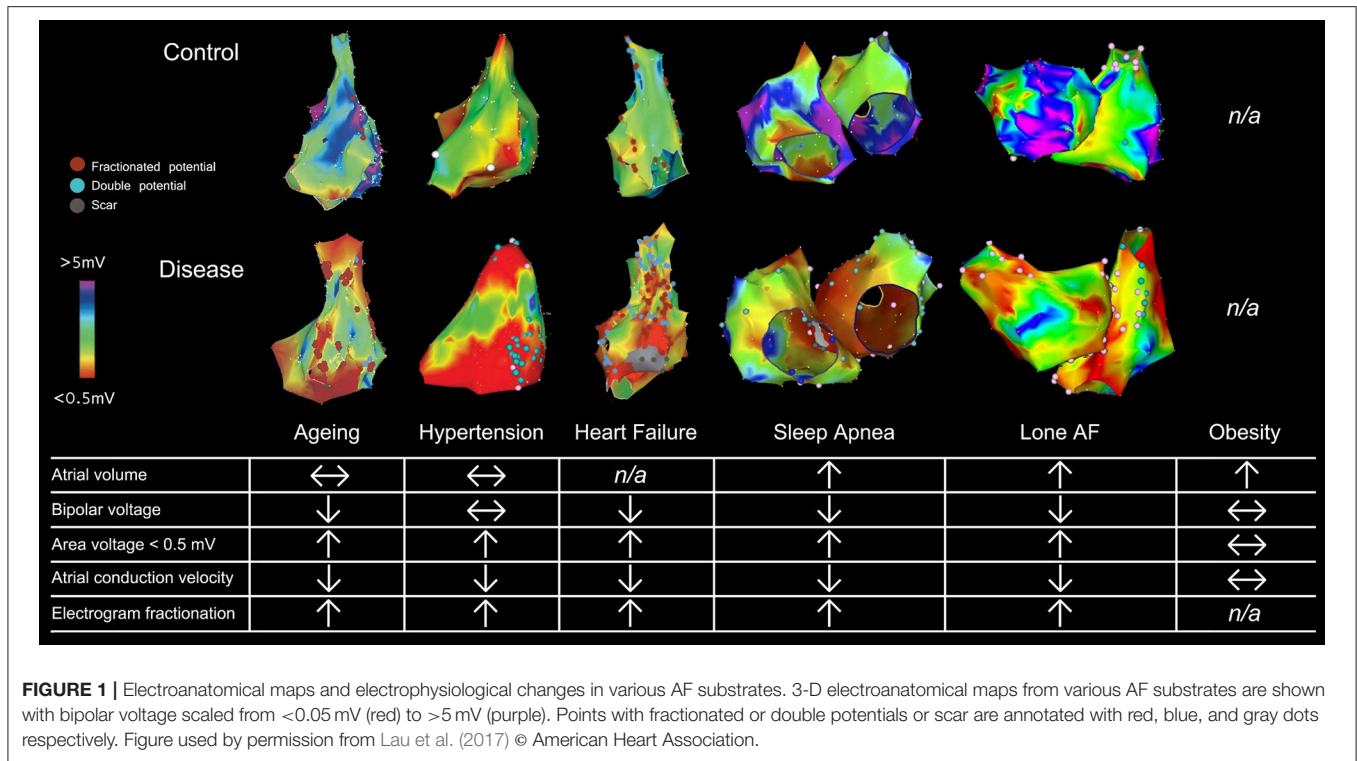 Control
n/a
Fractionated potential
Double potential
Scar
>5mV
Disease
n/a
<0.5mV
Ageing Hypertension Heart Failure Sleep Apnea Lone AF Obesity
Atrial volume ↔ ↔ n/a ↑ ↑ ↑
Bipolar voltage ↓ ↔ ↓ ↓ ↓ ↔
Area voltage < 0.5 mV ↑ ↑ ↑ ↑ ↑ ↔
Atrial conduction velocity ↓ ↓ ↓ ↓ ↓ ↔
Electrogram fractionation ↑ ↑ ↑ ↑ ↑ n/a
FIGURE 1 | Electroanatomical maps and electrophysiological changes in various AF substrates. 3-D electroanatomical maps from various AF substrates are shown
with bipolar voltage scaled from <0.05 mV (red) to >5 mV (purple). Points with fractionated or double potentials or scar are annotated with red, blue, and gray dots
respectively. Figure used by permission from Lau et al. (2017) © American Heart Association.